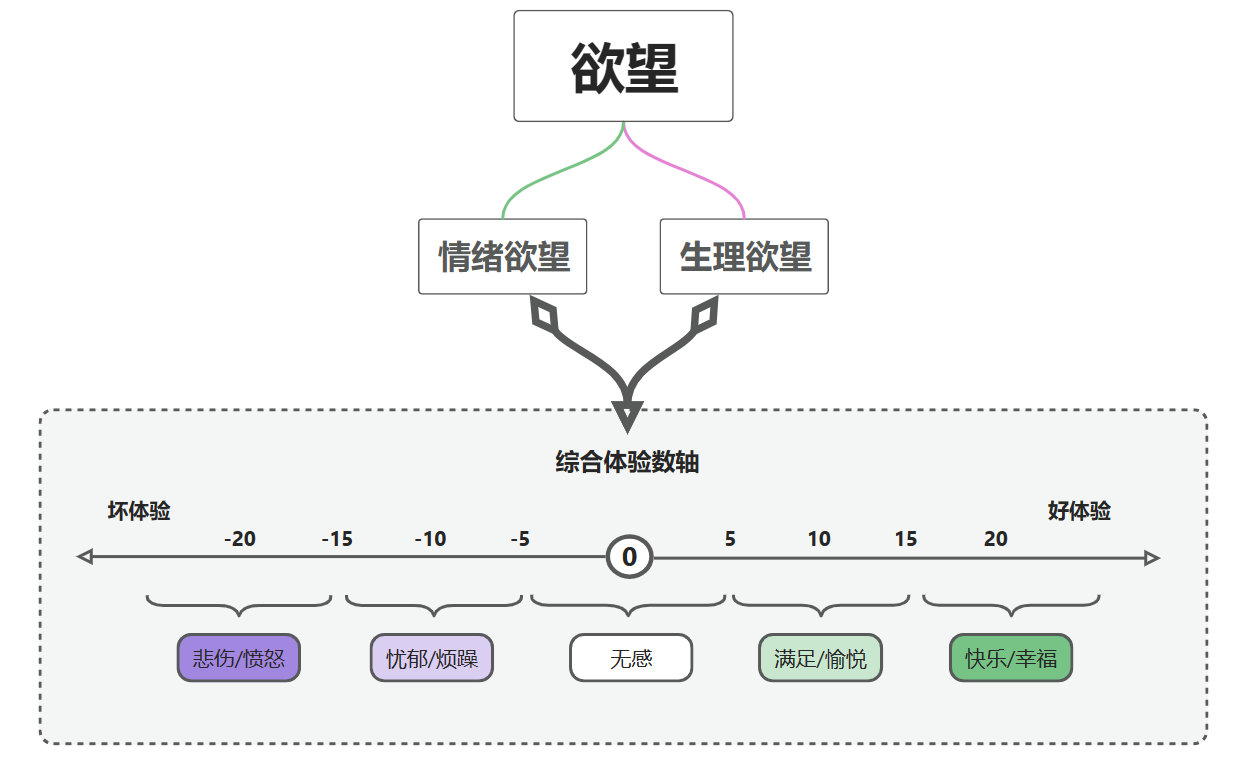 欲望
情绪欲望 生理欲望
综合体验数轴
坏体验 好体验
-20 -15 -10 -5 0 5 10 15 20
悲伤/愤怒 忧郁/烦躁 无感 满足/愉悦 快乐/幸福